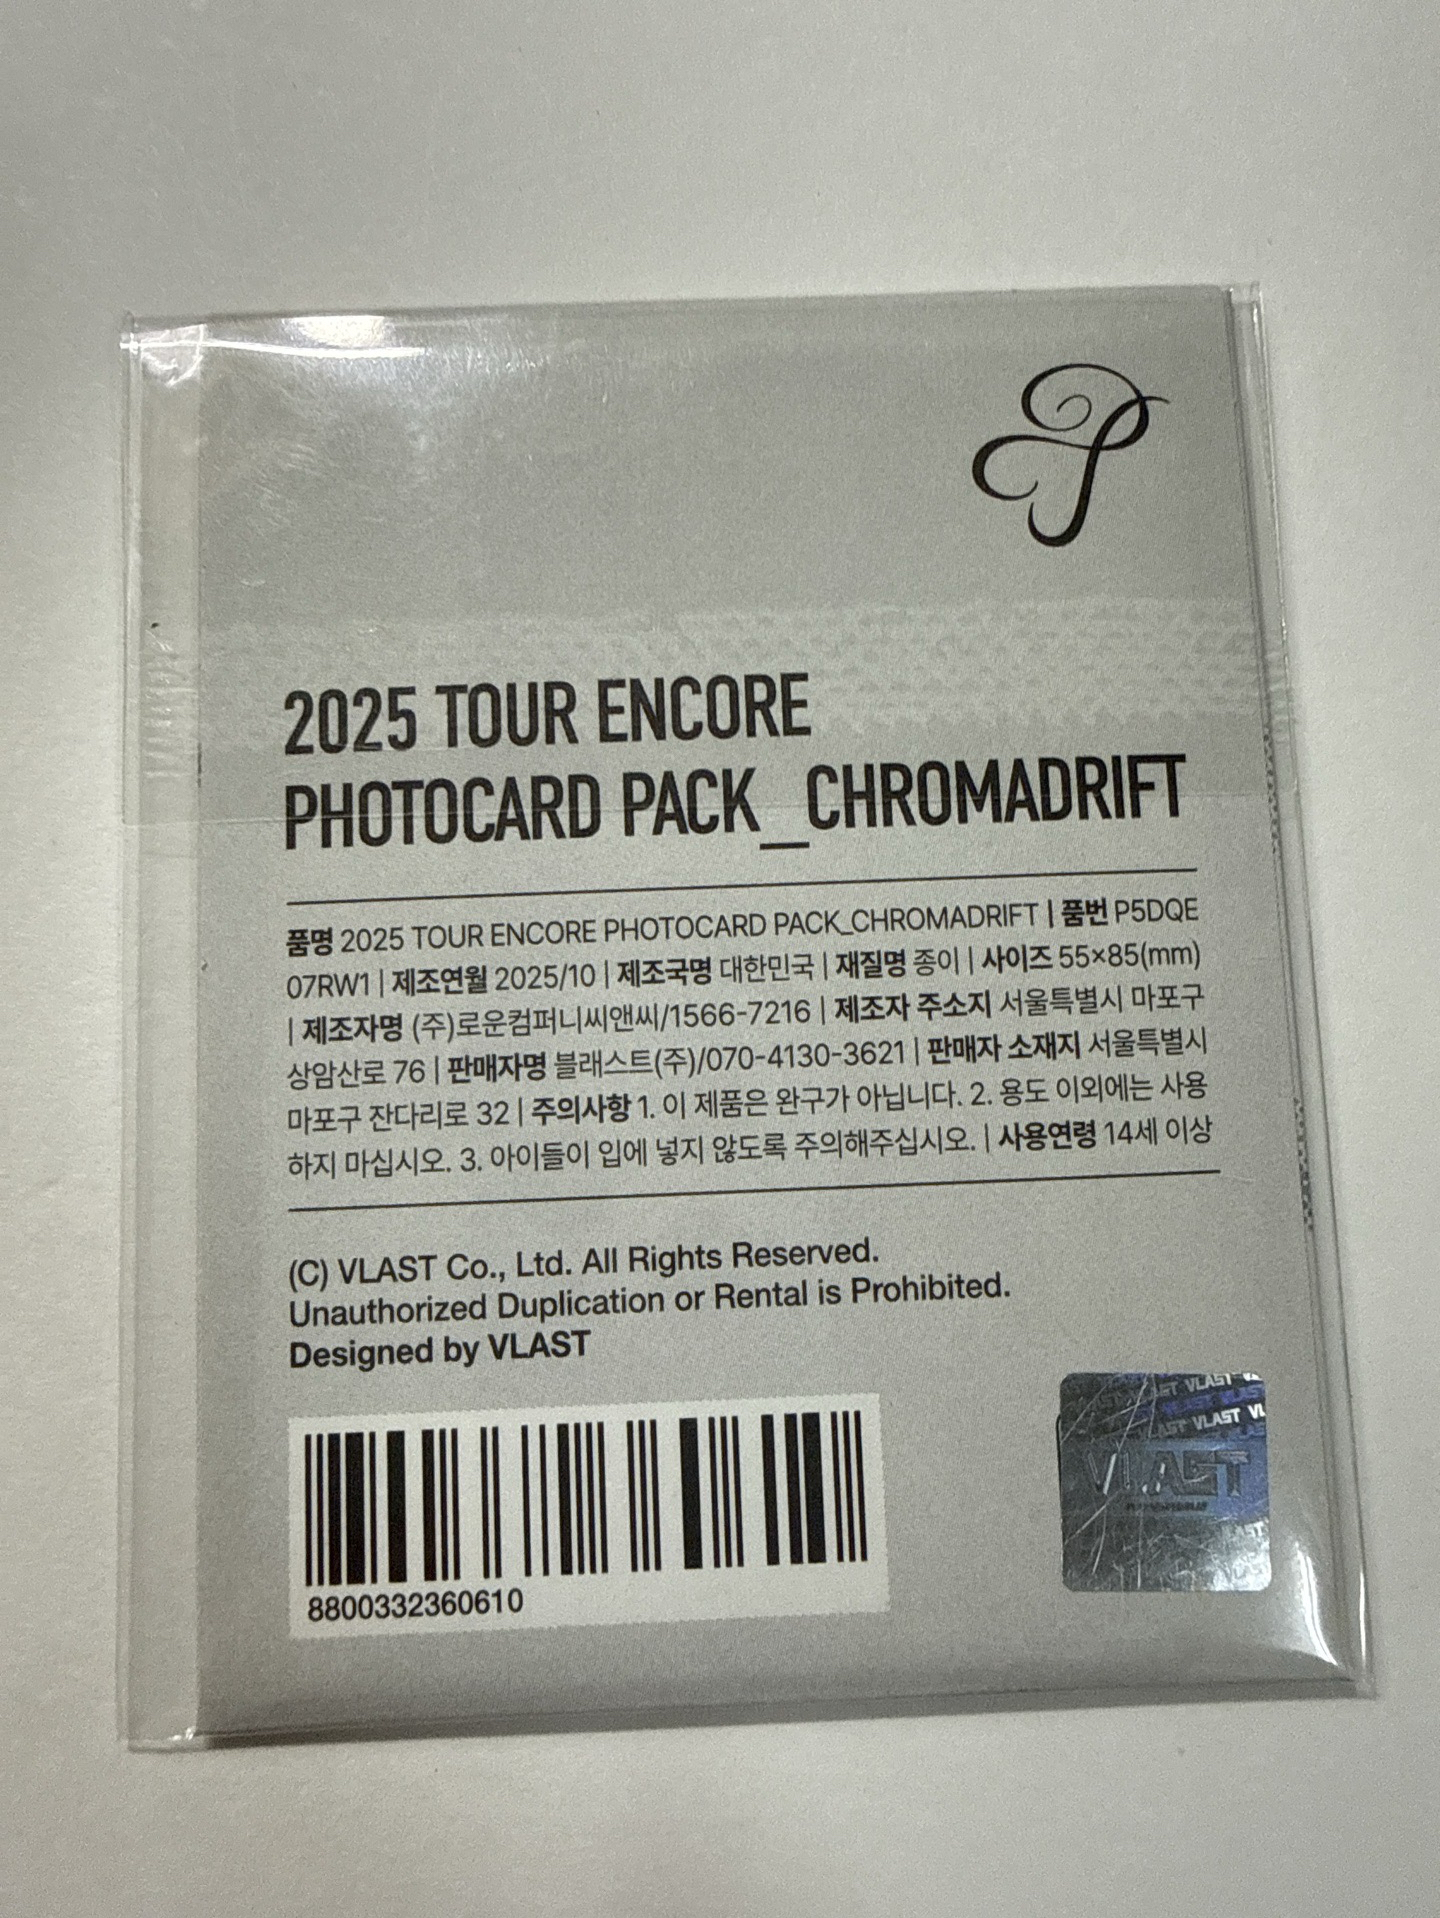 2025 TOUR ENCORE
PHOTOCARD PACK_CHROMADRIFT
품명 2025 TOUR ENCORE PHOTOCARD PACK_CHROMADRIFT | 품번 P5DQE
07RW1 | 제조연월 2025/10 | 제조국명 대한민국 | 재질명 종이 | 사이즈 55×85(mm)
| 제조자명 (주)로운컴퍼니씨앤씨/1566-7216 | 제조자 주소지 서울특별시 마포구
상암산로 76 | 판매자명 블래스트(주)/070-4130-3621 | 판매자 소재지 서울특별시
마포구 잔다리로 32 | 주의사항 1. 이 제품은 완구가 아닙니다. 2. 용도 이외에는 사용
하지 마십시오. 3. 아이들이 입에 넣지 않도록 주의해주십시오. | 사용연령 14세 이상
(C) VLAST Co., Ltd. All Rights Reserved.
Unauthorized Duplication or Rental is Prohibited.
Designed by VLAST
8800332360610
VLAST VLAST
VLAST
VLAST VLAST
VLAST